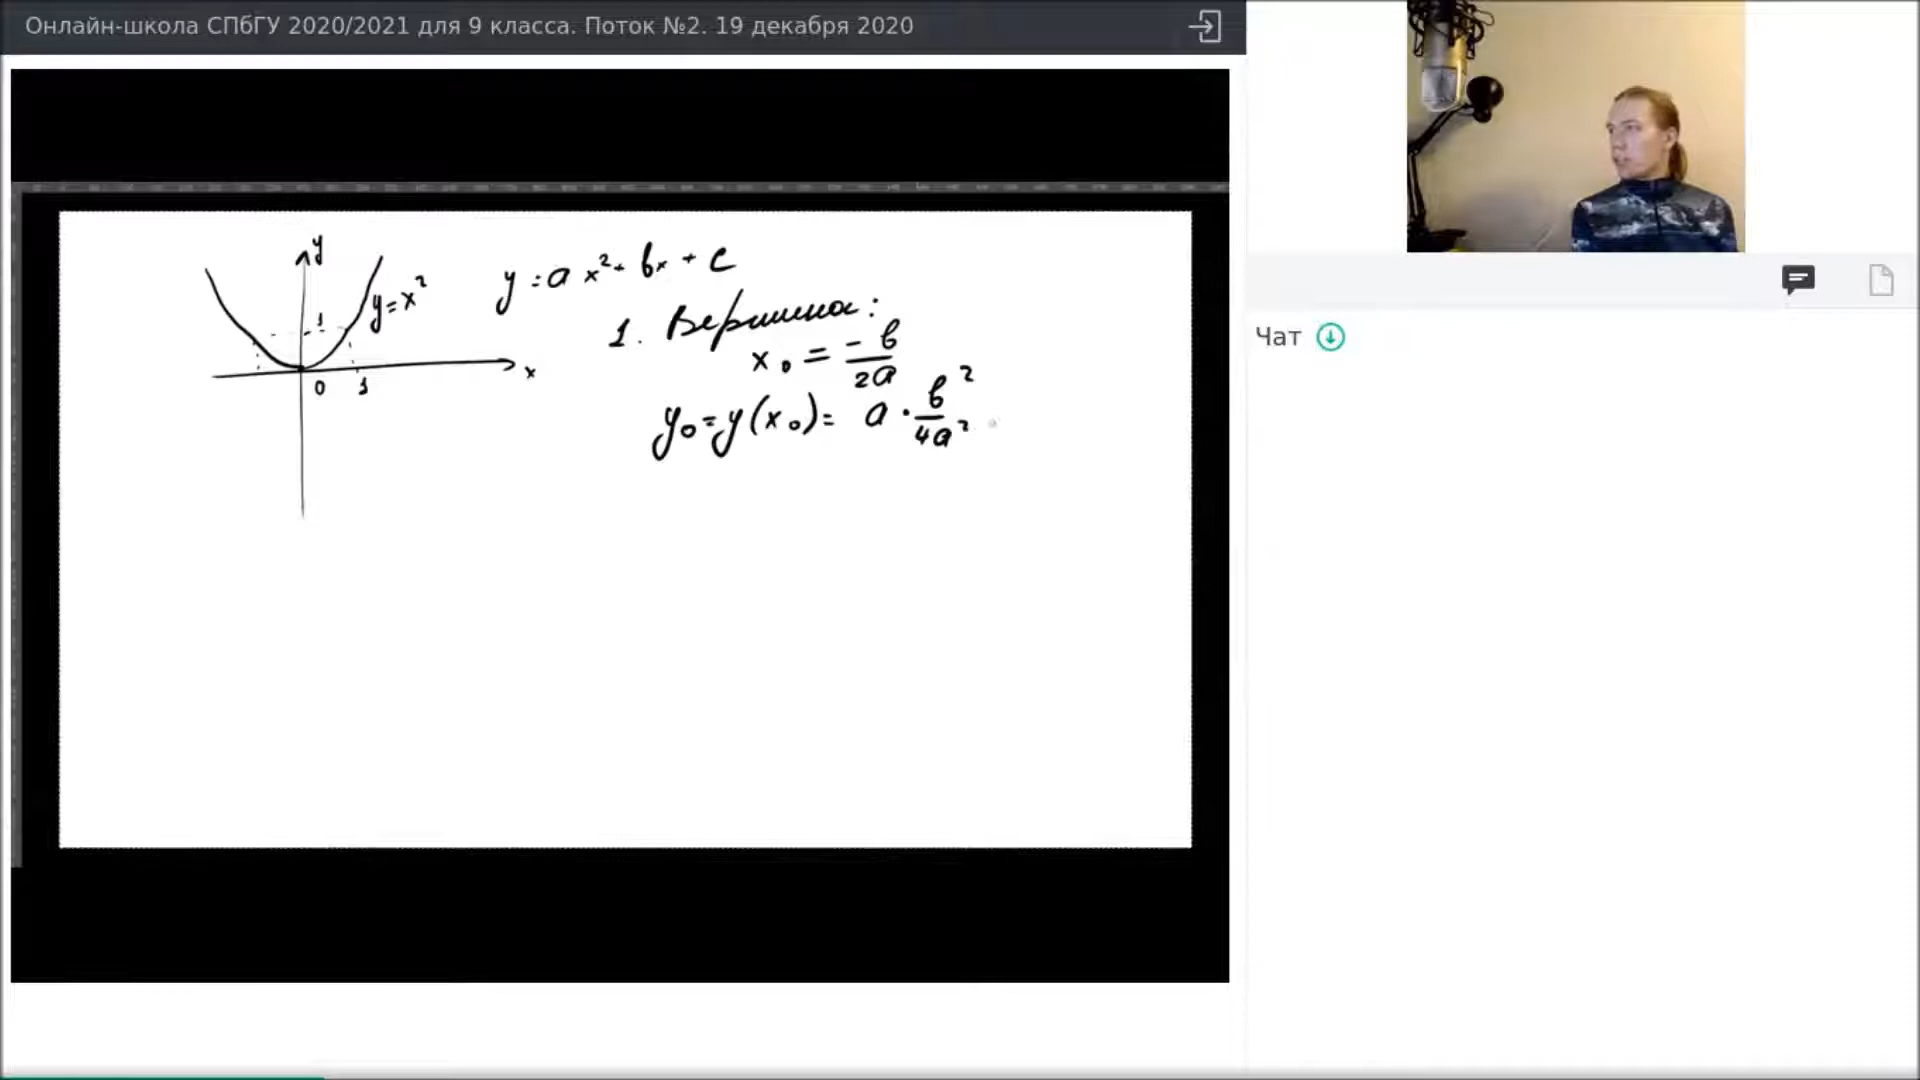 Онлайн-школа СПбГУ 2020/2021 для 9 класса. Поток №2. 19 декабря 2020
Чат
y
y = x²
1
0 1 x
y = ax² + bx + c
1. Вершина:
x₀ = -b/2a
y₀ = y(x₀) = a · b²/4a²